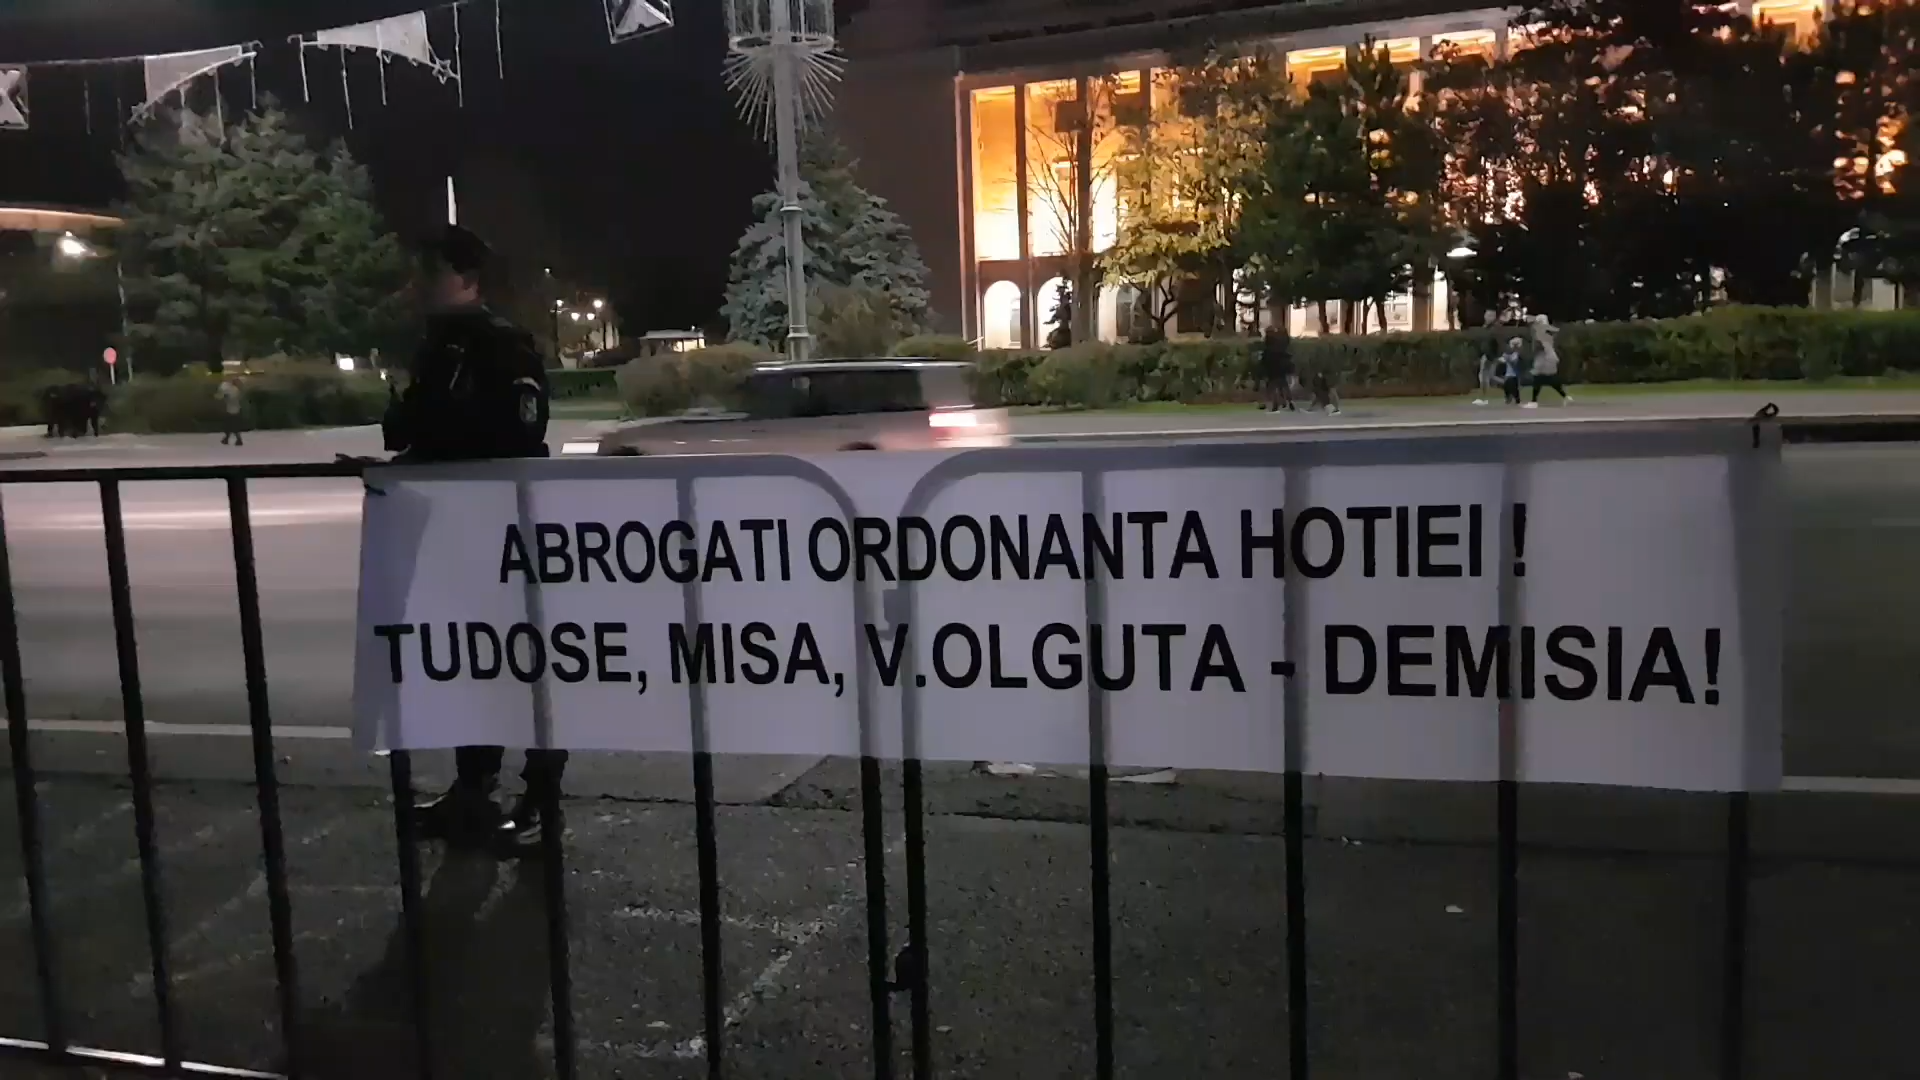 ABROGATI ORDONANTA HOTIEI !
TUDOSE, MISA, V.OLGUTA - DEMISIA!